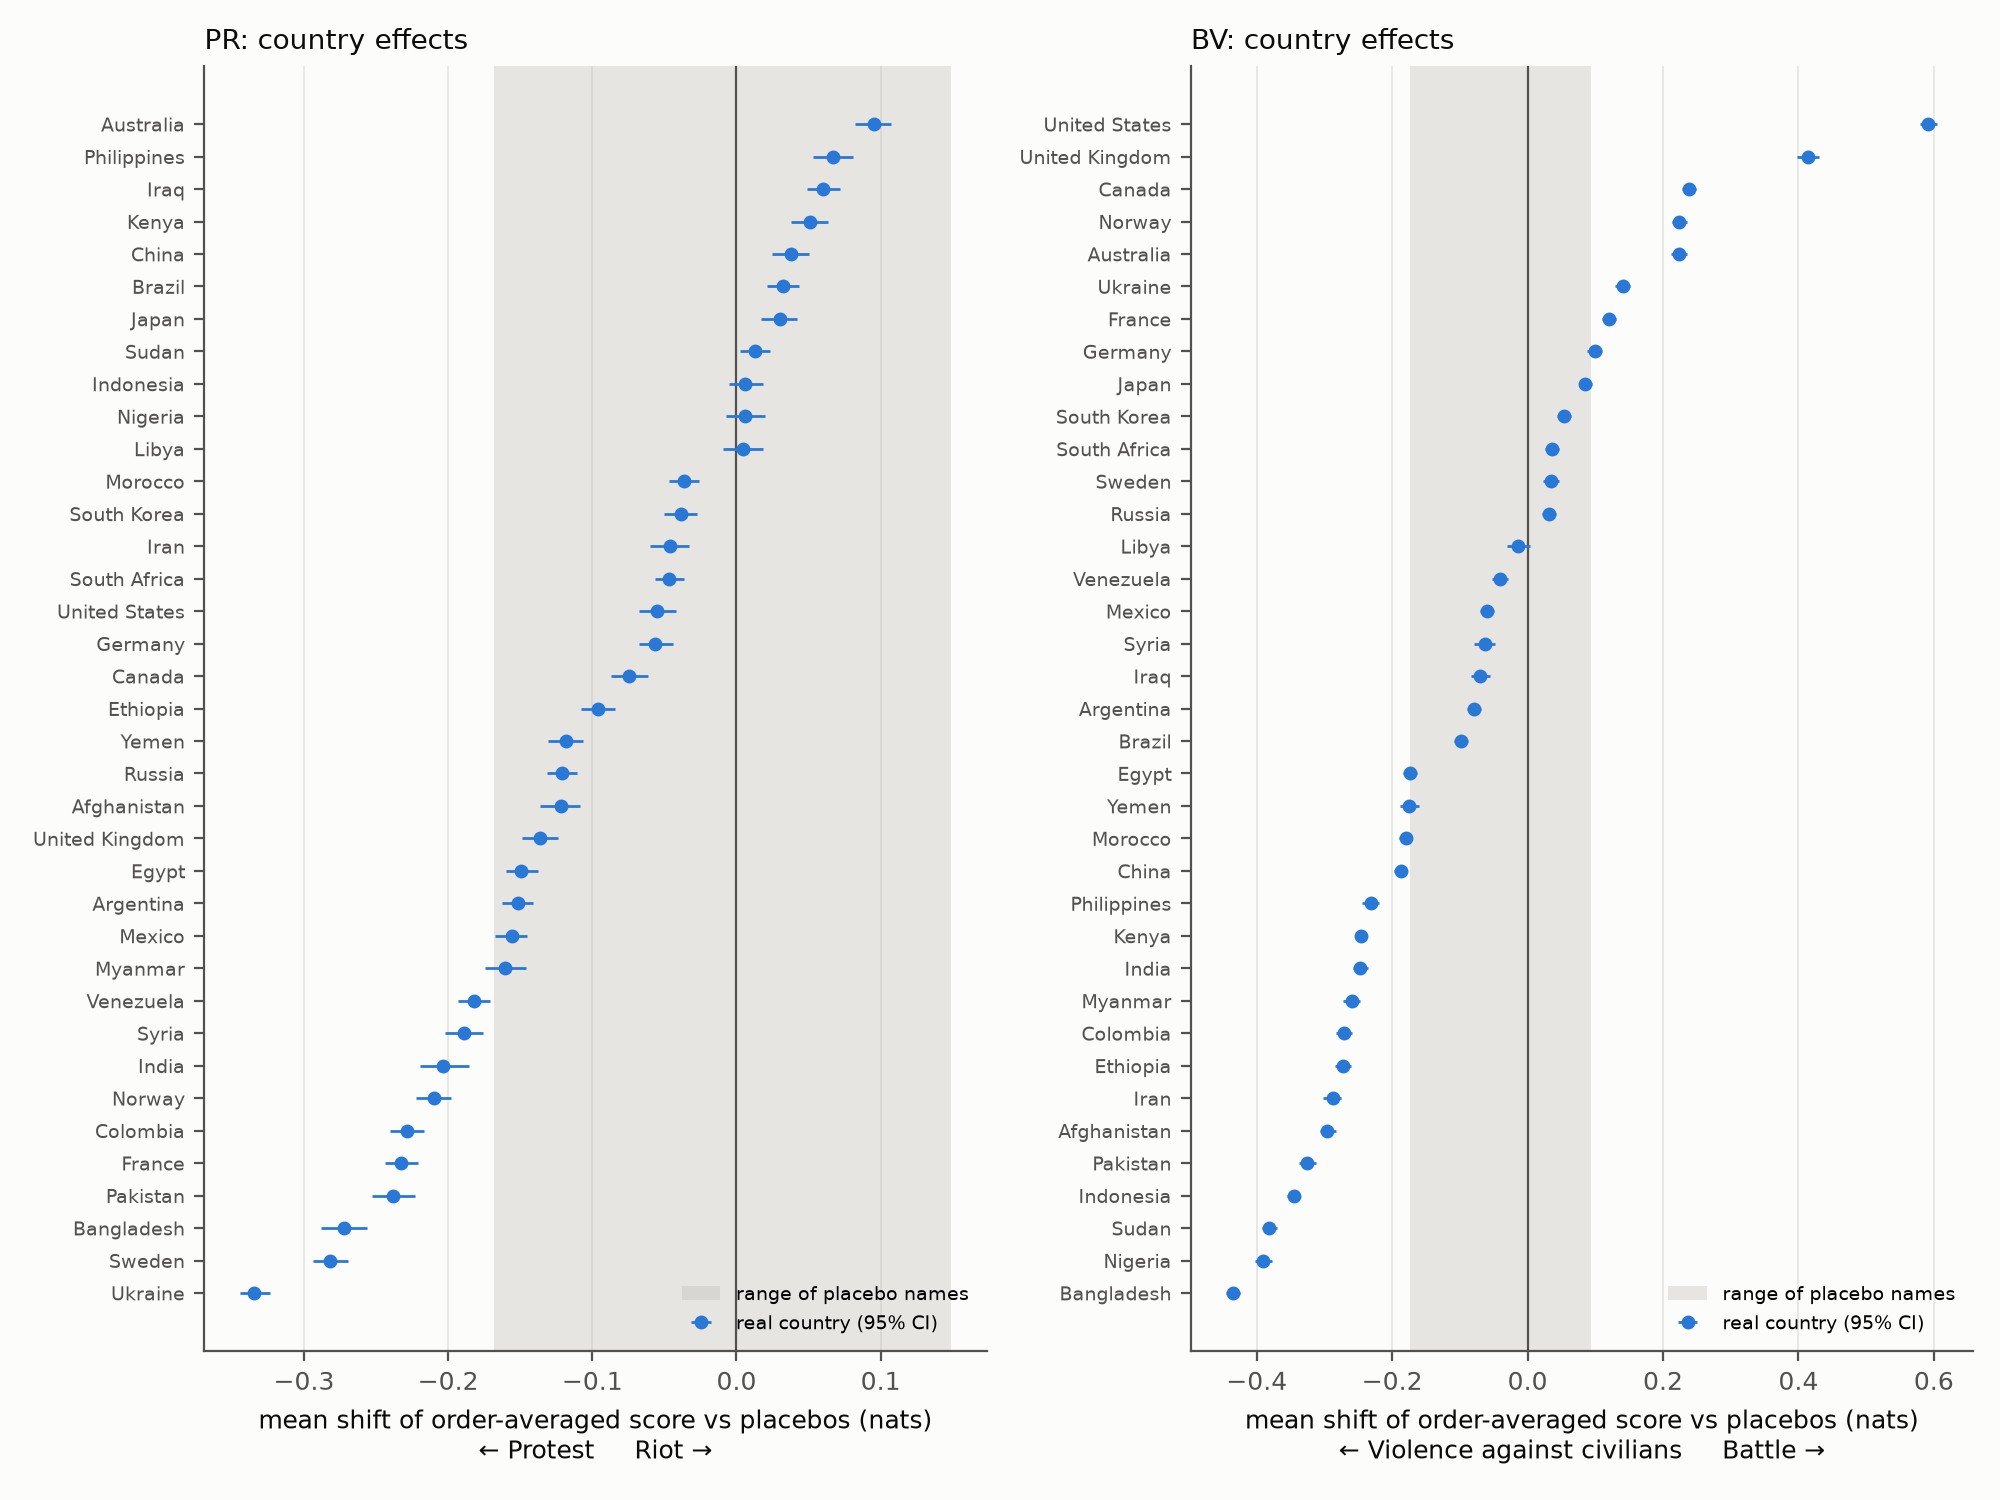 PR: country effects
Australia
Philippines
Iraq
Kenya
China
Brazil
Japan
Sudan
Indonesia
Nigeria
Libya
Morocco
South Korea
Iran
South Africa
United States
Germany
Canada
Ethiopia
Yemen
Russia
Afghanistan
United Kingdom
Egypt
Argentina
Mexico
Myanmar
Venezuela
Syria
India
Norway
Colombia
France
Pakistan
Bangladesh
Sweden
Ukraine
range of placebo names
real country (95% CI)
−0.3 −0.2 −0.1 0.0 0.1
mean shift of order-averaged score vs placebos (nats)
← Protest Riot →
BV: country effects
United States
United Kingdom
Canada
Norway
Australia
Ukraine
France
Germany
Japan
South Korea
South Africa
Sweden
Russia
Libya
Venezuela
Mexico
Syria
Iraq
Argentina
Brazil
Egypt
Yemen
Morocco
China
Philippines
Kenya
India
Myanmar
Colombia
Ethiopia
Iran
Afghanistan
Pakistan
Indonesia
Sudan
Nigeria
Bangladesh
range of placebo names
real country (95% CI)
−0.4 −0.2 0.0 0.2 0.4 0.6
mean shift of order-averaged score vs placebos (nats)
← Violence against civilians Battle →